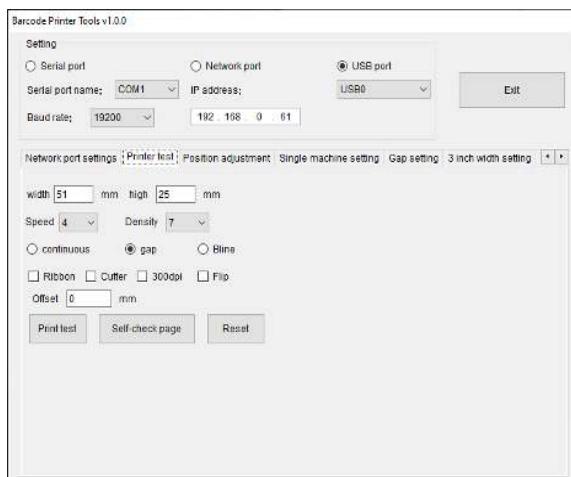 Barcode Printer Tools v1.0.0
Setting
Serial port Network port USB port
Serial port name: COM1 IP address: USB0 Exit
Baud rate: 19200 192 . 168 . 0 . 61
Network port settings Printer test Position adjustment Single machine setting Gap setting 3 inch width setting
width 51 mm high 25 mm
Speed 4 Density 7
continuous gap Bline
Ribbon Cutter 300dpi Flip
Offset 0 mm
Print test Self-check page Reset